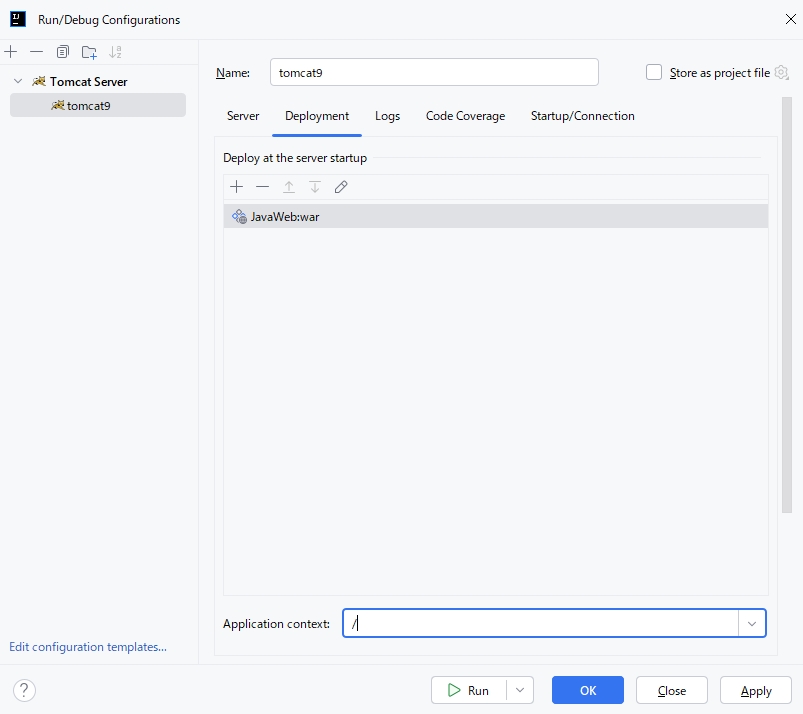 Run/Debug Configurations
Tomcat Server
tomcat9
Name: tomcat9 Store as project file
Server Deployment Logs Code Coverage Startup/Connection
Deploy at the server startup
JavaWeb:war
Application context: /
Edit configuration templates...
? Run OK Close Apply